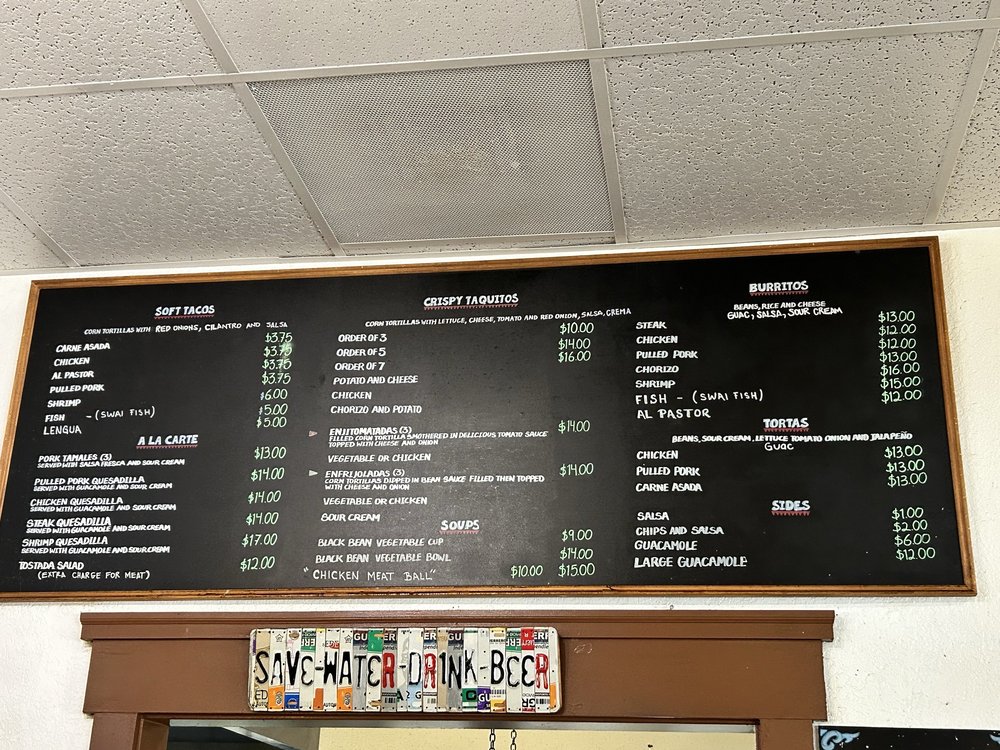 SOFT TACOS
CORN TORTILLAS WITH RED ONIONS, CILANTRO AND SALSA
CARNE ASADA $3.75
CHICKEN $3.75
AL PASTOR $3.75
PULLED PORK $3.75
SHRIMP $6.00
FISH - (SWAI FISH) $5.00
LENGUA $5.00
A LA CARTE
PORK TAMALES (3) $13.00
SERVED WITH SALSA FRESCA AND SOUR CREAM
PULLED PORK QUESADILLA $14.00
SERVED WITH GUACAMOLE AND SOUR CREAM
CHICKEN QUESADILLA $14.00
SERVED WITH GUACAMOLE AND SOUR CREAM
STEAK QUESADILLA $14.00
SERVED WITH GUACAMOLE AND SOUR CREAM
SHRIMP QUESADILLA $17.00
SERVED WITH GUACAMOLE AND SOUR CREAM
TOSTADA SALAD $12.00
(EXTRA CHARGE FOR MEAT)
CRISPY TAQUITOS
CORN TORTILLAS WITH LETTUCE, CHEESE, TOMATO AND RED ONION, SALSA, CREMA
ORDER OF 3 $10.00
ORDER OF 5 $14.00
ORDER OF 7 $16.00
POTATO AND CHEESE
CHICKEN
CHORIZO AND POTATO
ENJITOMATADAS (3) $14.00
FILLED CORN TORTILLA SMOTHERED IN DELICIOUS TOMATO SAUCE
TOPPED WITH CHEESE AND ONION
VEGETABLE OR CHICKEN
ENFRIJOLADAS (3) $14.00
CORN TORTILLAS DIPPED IN BEAN SAUCE FILLED THEN TOPPED
WITH CHEESE AND ONION
VEGETABLE OR CHICKEN
SOUR CREAM
SOUPS
BLACK BEAN VEGETABLE CUP $9.00
BLACK BEAN VEGETABLE BOWL $14.00
"CHICKEN MEAT BALL" $10.00 $15.00
BURRITOS
BEANS, RICE AND CHEESE
GUAC, SALSA, SOUR CREAM
STEAK $13.00
CHICKEN $12.00
PULLED PORK $12.00
CHORIZO $13.00
SHRIMP $16.00
FISH - (SWAI FISH) $15.00
AL PASTOR $12.00
TORTAS
BEANS, SOUR CREAM, LETTUCE TOMATO ONION AND JALAPEÑO
GUAC
CHICKEN $13.00
PULLED PORK $13.00
CARNE ASADA $13.00
SIDES
SALSA $1.00
CHIPS AND SALSA $2.00
GUACAMOLE $6.00
LARGE GUACAMOLE $12.00
SAVE-WATER-DR1NK-BEER